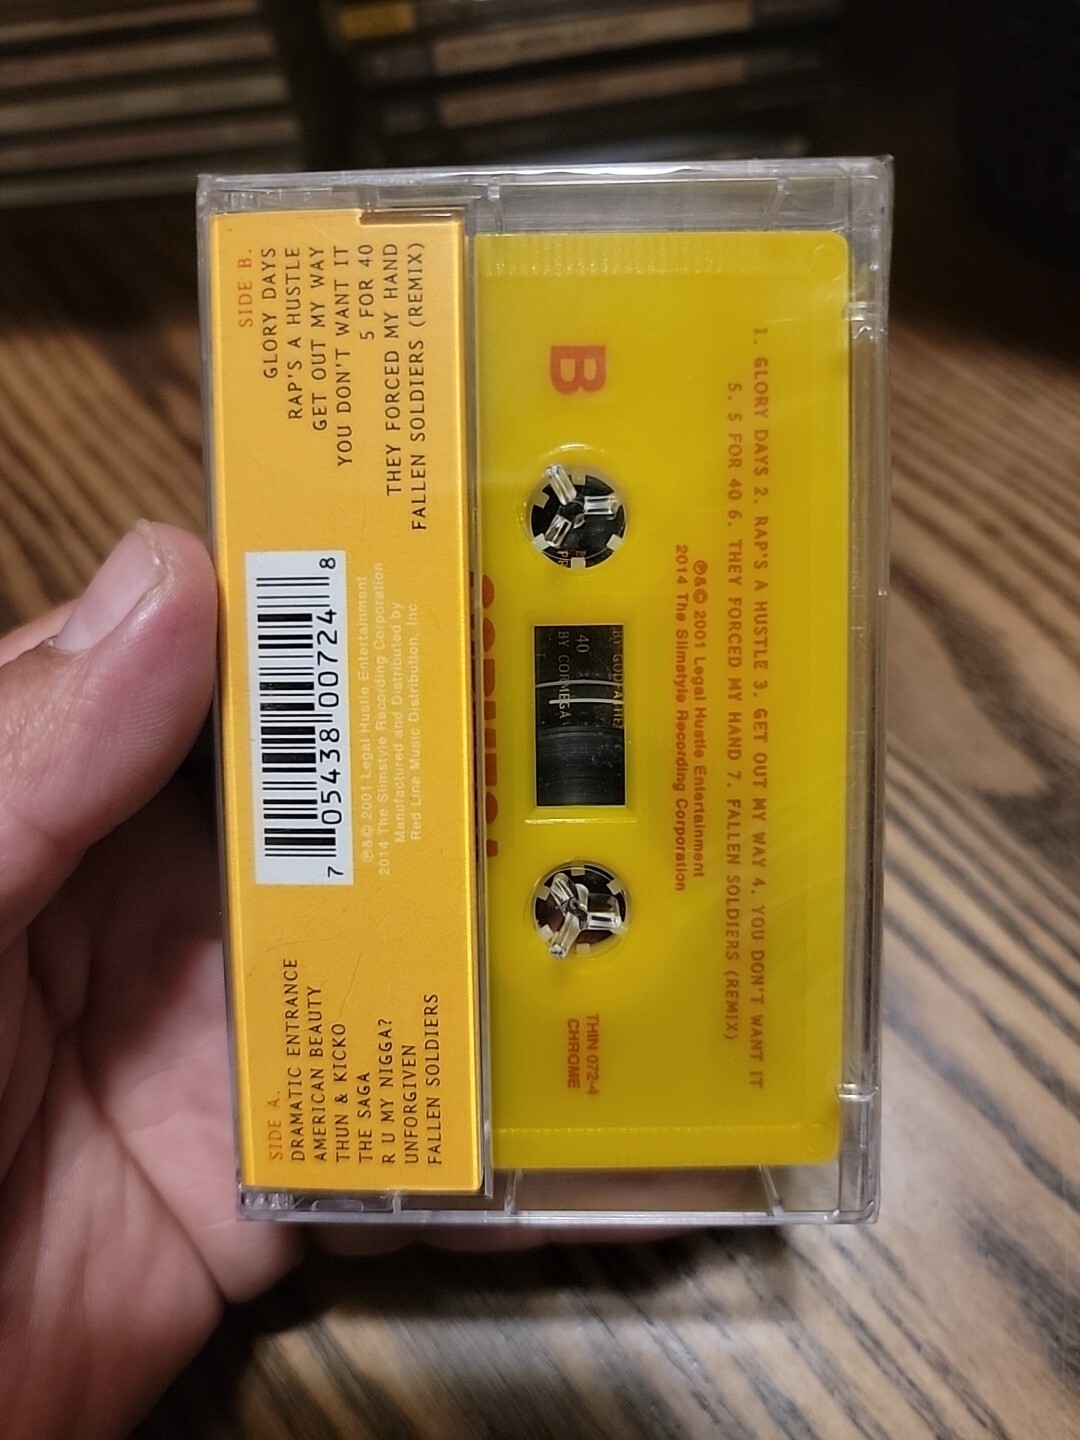 SIDE A.
DRAMATIC ENTRANCE
AMERICAN BEAUTY
THUN & KICKO
THE SAGA
R U MY NIGGA?
UNFORGIVEN
FALLEN SOLDIERS
7 05438 00724 8
℗&© 2001 Legal Hustle Entertainment
2014 The Slimstyle Recording Corporation
Manufactured and Distributed by
Red Line Music Distribution, Inc.
SIDE B.
GLORY DAYS
RAP'S A HUSTLE
GET OUT MY WAY
YOU DON'T WANT IT
5 FOR 40
THEY FORCED MY HAND
FALLEN SOLDIERS (REMIX)
B
1. GLORY DAYS 2. RAP'S A HUSTLE 3. GET OUT MY WAY 4. YOU DON'T WANT IT
5. 5 FOR 40 6. THEY FORCED MY HAND 7. FALLEN SOLDIERS (REMIX)
℗&© 2001 Legal Hustle Entertainment
2014 The Slimstyle Recording Corporation
THIN 072-4
CHROME
40
BY CORMEGA